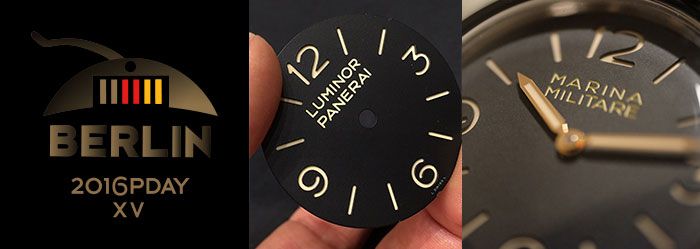 BERLIN
2016PDAY
XV
12
3
LUMINOR
PANERAI
9
6
12
MARINA
MILITARE